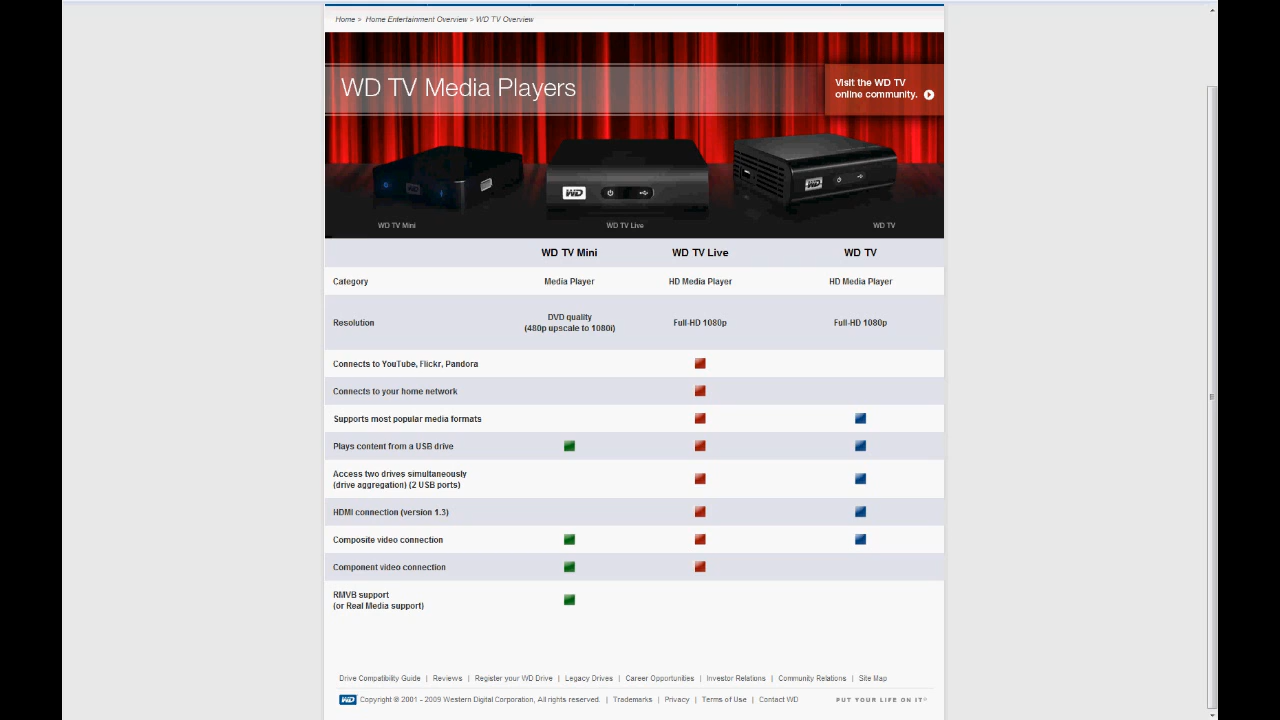 Home > Home Entertainment Overview > WD TV Overview
WD TV Media Players
Visit the WD TV
online community.
WD
WD
WD
WD TV Mini WD TV Live WD TV
WD TV Mini WD TV Live WD TV
Category Media Player HD Media Player HD Media Player
Resolution DVD quality
(480p upscale to 1080i) Full-HD 1080p Full-HD 1080p
Connects to YouTube, Flickr, Pandora
Connects to your home network
Supports most popular media formats
Plays content from a USB drive
Access two drives simultaneously
(drive aggregation) (2 USB ports)
HDMI connection (version 1.3)
Composite video connection
Component video connection
RMVB support
(or Real Media support)
Drive Compatibility Guide | Reviews | Register your WD Drive | Legacy Drives | Career Opportunities | Investor Relations | Community Relations | Site Map
WD Copyright © 2001 - 2009 Western Digital Corporation, All rights reserved. | Trademarks | Privacy | Terms of Use | Contact WD PUT YOUR LIFE ON IT®